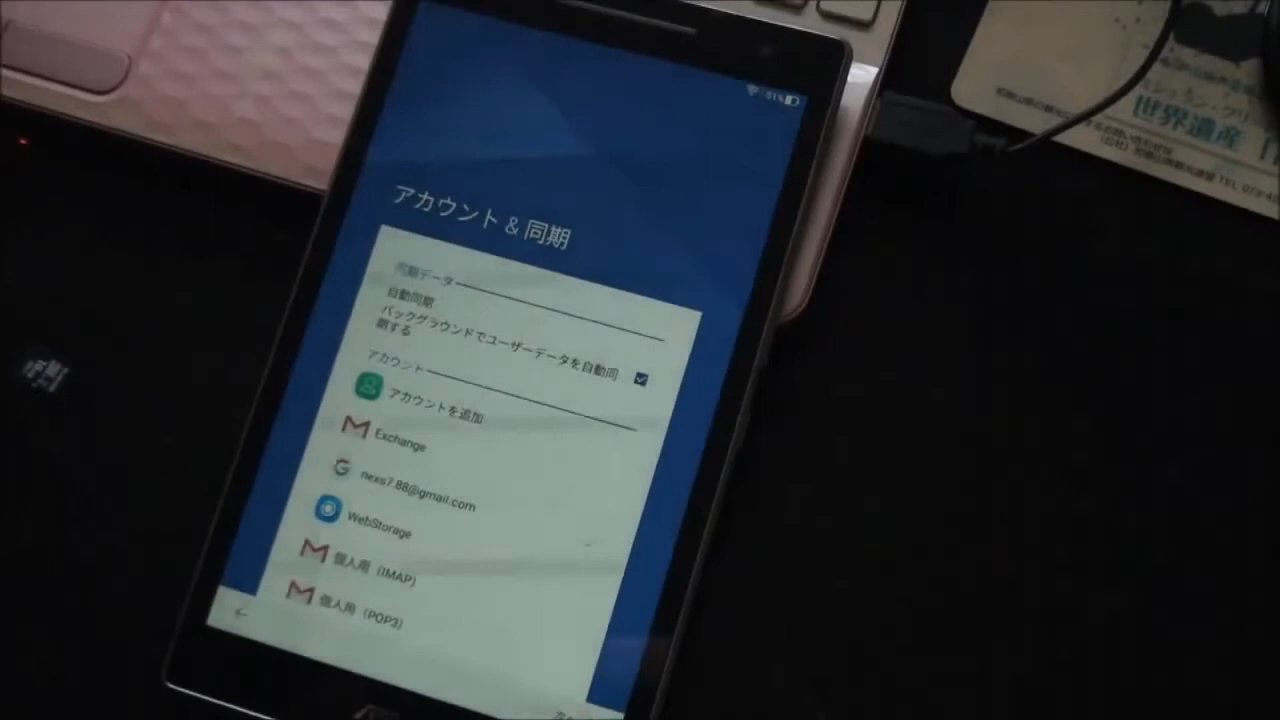 アカウント & 同期
同期データ
自動同期
バックグラウンドでユーザーデータを自動同
期する
アカウント
アカウントを追加
Exchange
nexs7.88@gmail.com
WebStorage
個人用（IMAP）
個人用（POP3）
世界遺産